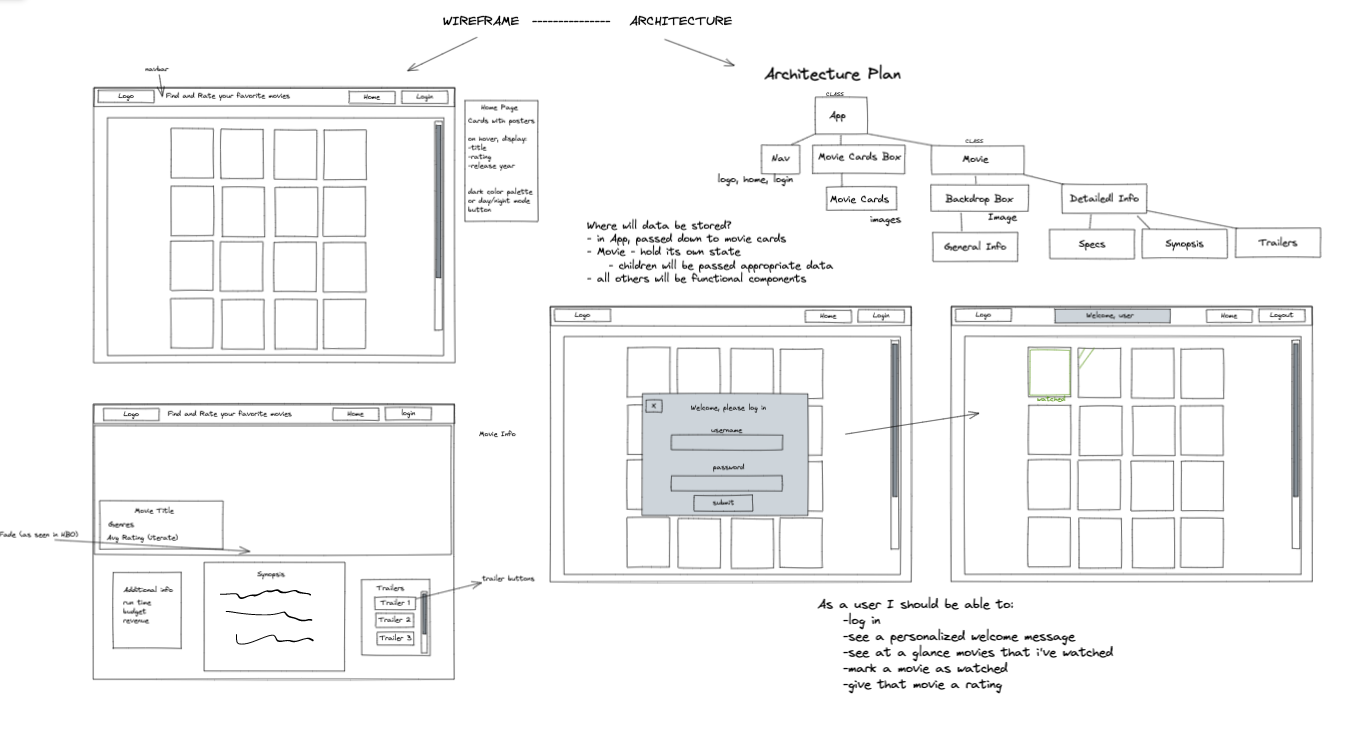 WIREFRAME --------------- ARCHITECTURE
navbar
Logo
Find and Rate your favorite movies
Home
Login
Home Page
Cards with posters
on hover, display:
-title
-rating
-release year
dark color palette
or day/night mode
button
Architecture Plan
CLASS
App
Nav
logo, home, login
Movie Cards Box
Movie Cards
images
CLASS
Movie
Backdrop Box
Image
General Info
Detailedl Info
Specs
Synopsis
Trailers
Where will data be stored?
- in App, passed down to movie cards
- Movie - hold its own state
- children will be passed appropriate data
- all others will be functional components
Logo
Find and Rate your favorite movies
Home
login
Movie Info
Movie Title
Genres
Avg Rating (iterate)
Fade (as seen in HBO)
Additional info
run time
budget
revenue
Synopsis
Trailers
Trailer 1
Trailer 2
Trailer 3
trailer buttons
Logo
Home
Login
x
Welcome, please log in
username
password
submit
Logo
Welcome, user
Home
Logout
watched
As a user I should be able to:
-log in
-see a personalized welcome message
-see at a glance movies that i've watched
-mark a movie as watched
-give that movie a rating